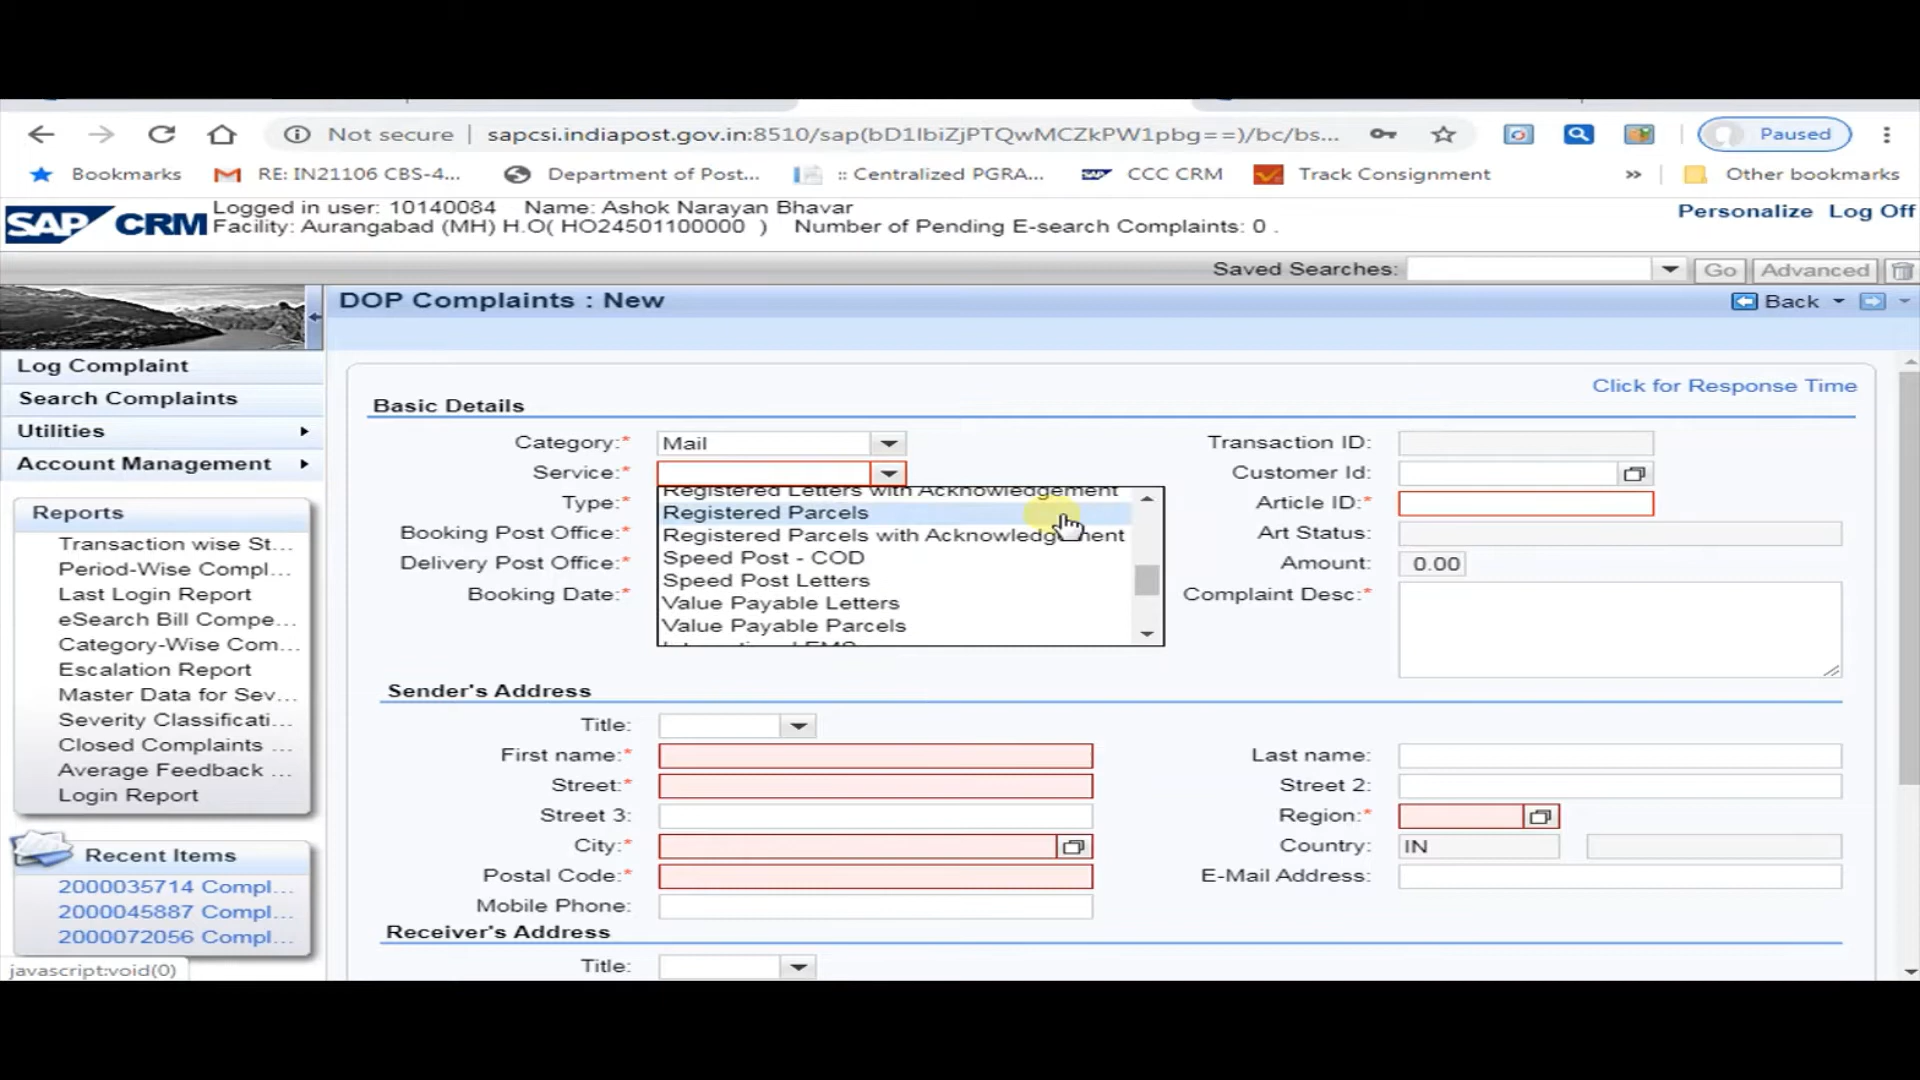 Not secure
sapcsi.indiapost.gov.in:8510/sap(bD1lbiZjPTQwMCZkPW1pbg==)/bc/bs...
Paused
Bookmarks
RE: IN21106 CBS-4...
Department of Post...
:: Centralized PGRA...
CCC CRM
Track Consignment
»
Other bookmarks
SAP CRM
Logged in user: 10140084 Name: Ashok Narayan Bhavar
Facility: Aurangabad (MH) H.O( HO24501100000 ) Number of Pending E-search Complaints: 0 .
Personalize Log Off
Saved Searches:
Go
Advanced
DOP Complaints : New
Back
Log Complaint
Search Complaints
Utilities
Account Management
Reports
Transaction wise St...
Period-Wise Compl...
Last Login Report
eSearch Bill Compe...
Category-Wise Com...
Escalation Report
Master Data for Sev...
Severity Classificati...
Closed Complaints ...
Average Feedback ...
Login Report
Recent Items
2000035714 Compl...
2000045887 Compl...
2000072056 Compl...
javascript:void(0)
Click for Response Time
Basic Details
Category:* Mail
Service:*
Type:*
Booking Post Office:*
Delivery Post Office:*
Booking Date:*
Registered Letters with Acknowledgement
Registered Parcels
Registered Parcels with Acknowledgement
Speed Post - COD
Speed Post Letters
Value Payable Letters
Value Payable Parcels
Transaction ID:
Customer Id:
Article ID:*
Art Status:
Amount: 0.00
Complaint Desc:*
Sender's Address
Title:
First name:*
Last name:
Street:*
Street 2:
Street 3:
Region:*
City:*
Country: IN
Postal Code:*
E-Mail Address:
Mobile Phone:
Receiver's Address
Title: